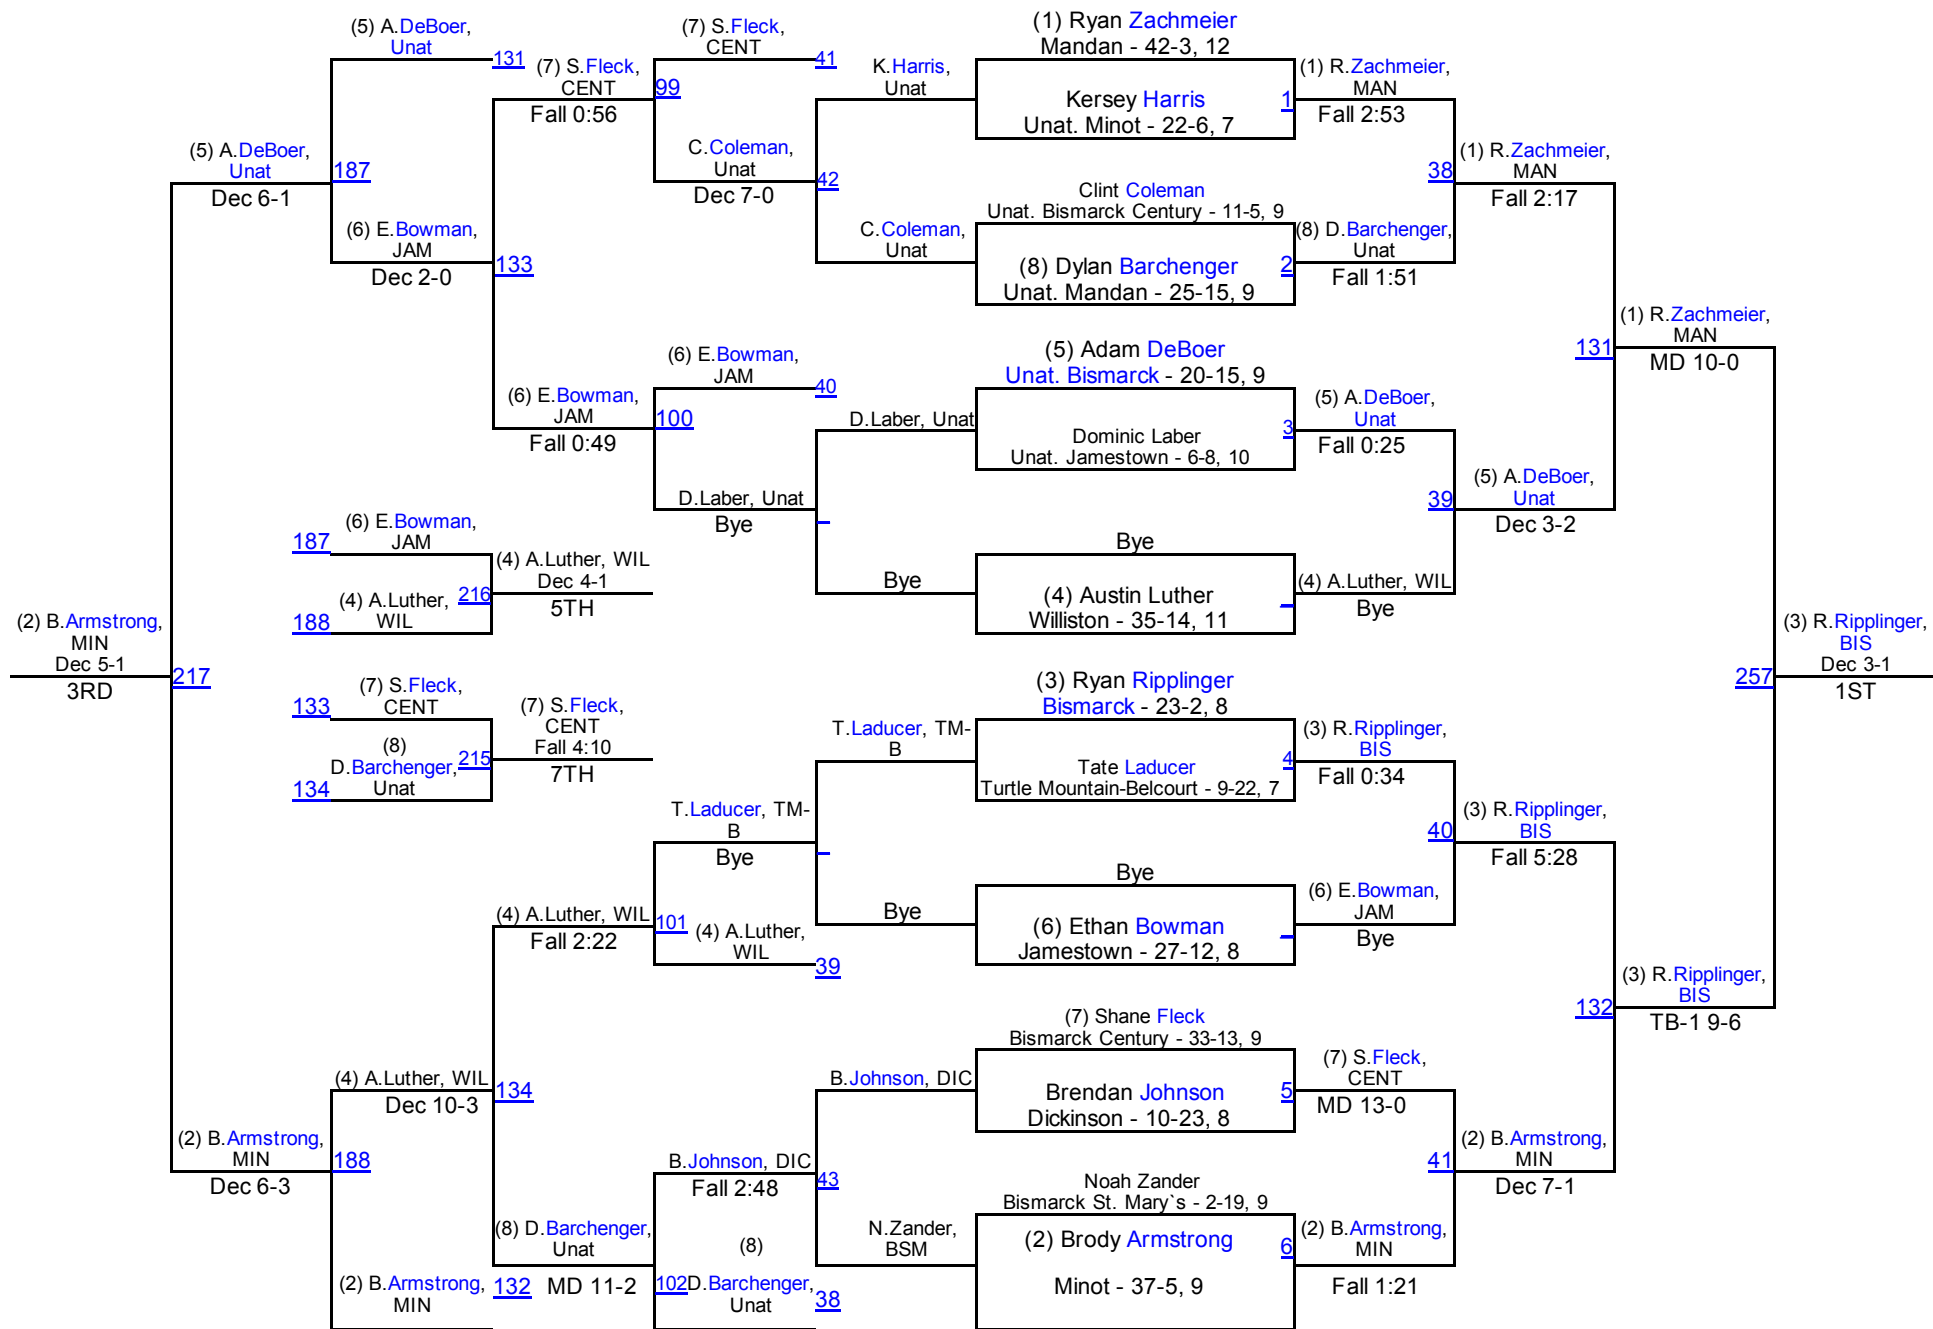 (5) A.DeBoer,
Unat
131
(7) S.Fleck,
CENT
Fall 0:56
(7) S.Fleck,
CENT
41
99
K.Harris,
Unat
(1) Ryan Zachmeier
Mandan - 42-3, 12
Kersey Harris
Unat. Minot - 22-6, 7
1
(1) R.Zachmeier,
MAN
Fall 2:53
(5) A.DeBoer,
Unat
Dec 6-1
187
C.Coleman,
Unat
Dec 7-0
42
38
(1) R.Zachmeier,
MAN
Fall 2:17
(6) E.Bowman,
JAM
Dec 2-0
133
C.Coleman,
Unat
Clint Coleman
Unat. Bismarck Century - 11-5, 9
(8) Dylan Barchenger
Unat. Mandan - 25-15, 9
2
(8) D.Barchenger,
Unat
Fall 1:51
(1) R.Zachmeier,
MAN
MD 10-0
131
(6) E.Bowman,
JAM
40
(6) E.Bowman,
JAM
Fall 0:49
100
D.Laber, Unat
(5) Adam DeBoer
Unat. Bismarck - 20-15, 9
Dominic Laber
Unat. Jamestown - 6-8, 10
3
(5) A.DeBoer,
Unat
Fall 0:25
D.Laber, Unat
Bye
39
(5) A.DeBoer,
Unat
Dec 3-2
187
(6) E.Bowman,
JAM
188
(4) A.Luther,
WIL
216
(4) A.Luther, WIL
Dec 4-1
5TH
Bye
Bye
(4) Austin Luther
Williston - 35-14, 11
(4) A.Luther, WIL
Bye
(2) B.Armstrong,
MIN
Dec 5-1
3RD
217
257
(3) R.Ripplinger,
BIS
Dec 3-1
1ST
133
(7) S.Fleck,
CENT
134
(8)
D.Barchenger,
Unat
215
(7) S.Fleck,
CENT
Fall 4:10
7TH
T.Laducer, TM-
B
(3) Ryan Ripplinger
Bismarck - 23-2, 8
Tate Laducer
Turtle Mountain-Belcourt - 9-22, 7
4
(3) R.Ripplinger,
BIS
Fall 0:34
T.Laducer, TM-
B
Bye
40
(3) R.Ripplinger,
BIS
Fall 5:28
(4) A.Luther, WIL
Fall 2:22
101
(4) A.Luther,
WIL
39
Bye
Bye
(6) Ethan Bowman
Jamestown - 27-12, 8
(6) E.Bowman,
JAM
Bye
132
(3) R.Ripplinger,
BIS
TB-1 9-6
(4) A.Luther, WIL
Dec 10-3
134
B.Johnson, DIC
(7) Shane Fleck
Bismarck Century - 33-13, 9
Brendan Johnson
Dickinson - 10-23, 8
5
(7) S.Fleck,
CENT
MD 13-0
(2) B.Armstrong,
MIN
Dec 6-3
188
B.Johnson, DIC
Fall 2:48
43
41
(2) B.Armstrong,
MIN
Dec 7-1
(8) D.Barchenger,
Unat
MD 11-2
N.Zander,
BSM
Noah Zander
Bismarck St. Mary`s - 2-19, 9
(2) Brody Armstrong
Minot - 37-5, 9
6
(2) B.Armstrong,
MIN
Fall 1:21
(2) B.Armstrong,
MIN
132
102
(8)
D.Barchenger,
Unat
38